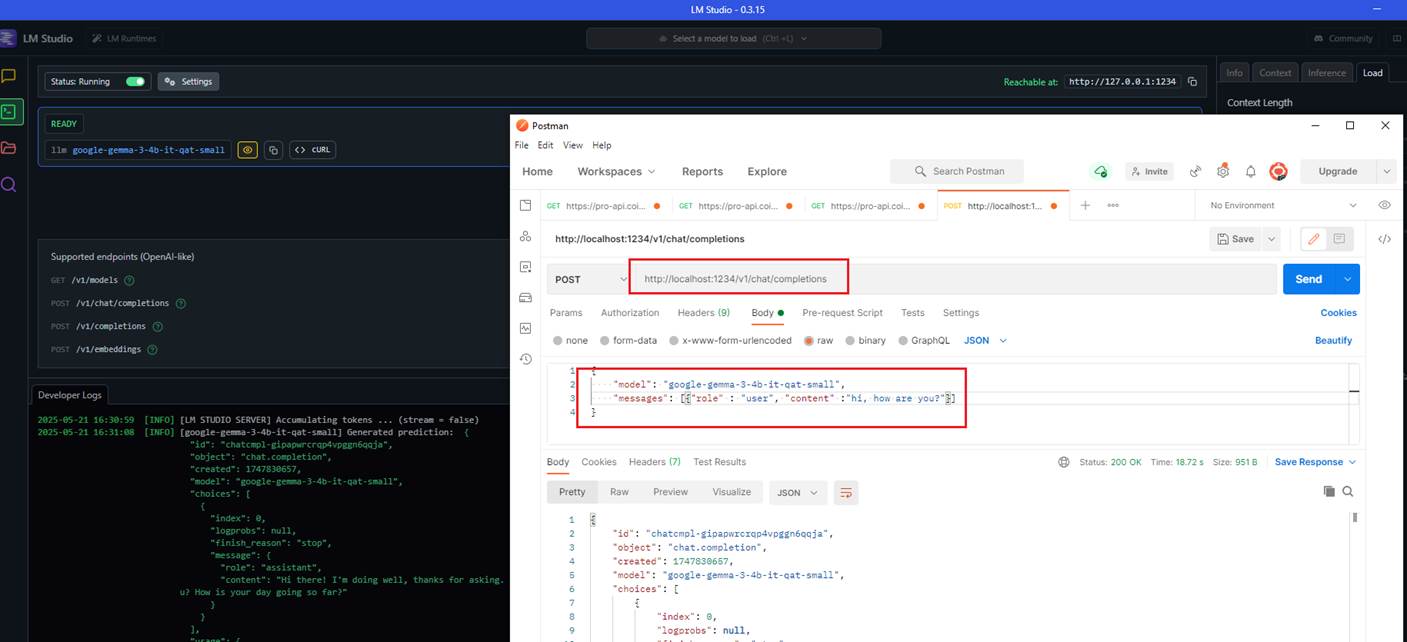 LM Studio - 0.3.15
LM Studio
LM Runtimes
Select a model to load (Ctrl +L)
Community
Status: Running
Settings
Reachable at: http://127.0.0.1:1234
Info Context Inference Load
Context Length
READY
llm google-gemma-3-4b-it-qat-small
<> cURL
Supported endpoints (OpenAI-like)
GET /v1/models
POST /v1/chat/completions
POST /v1/completions
POST /v1/embeddings
Developer Logs
2025-05-21 16:30:59 [INFO] [LM STUDIO SERVER] Accumulating tokens ... (stream = false)
2025-05-21 16:31:08 [INFO] [google-gemma-3-4b-it-qat-small] Generated prediction: {
"id": "chatcmpl-gipapwrcrqp4vpggn6qqja",
"object": "chat.completion",
"created": 1747830657,
"model": "google-gemma-3-4b-it-qat-small",
"choices": [
{
"index": 0,
"logprobs": null,
"finish_reason": "stop",
"message": {
"role": "assistant",
"content": "Hi there! I'm doing well, thanks for asking.
u? How is your day going so far?"
}
}
],
"usage": {
Postman
File Edit View Help
Home Workspaces Reports Explore
Search Postman
Invite
Upgrade
GET https://pro-api.coi...
GET https://pro-api.coi...
GET https://pro-api.coi...
POST http://localhost:1...
No Environment
http://localhost:1234/v1/chat/completions
Save
POST http://localhost:1234/v1/chat/completions
Send
Params Authorization Headers (9) Body Pre-request Script Tests Settings
Cookies
none form-data x-www-form-urlencoded raw binary GraphQL JSON
Beautify
1 {
2 "model": "google-gemma-3-4b-it-qat-small",
3 "messages": [{"role" : "user", "content" :"hi, how are you?"}]
4 }
Body Cookies Headers (7) Test Results
Status: 200 OK Time: 18.72 s Size: 951 B
Save Response
Pretty Raw Preview Visualize JSON
1 {
2 "id": "chatcmpl-gipapwrcrqp4vpggn6qqja",
3 "object": "chat.completion",
4 "created": 1747830657,
5 "model": "google-gemma-3-4b-it-qat-small",
6 "choices": [
7 {
8 "index": 0,
9 "logprobs": null,